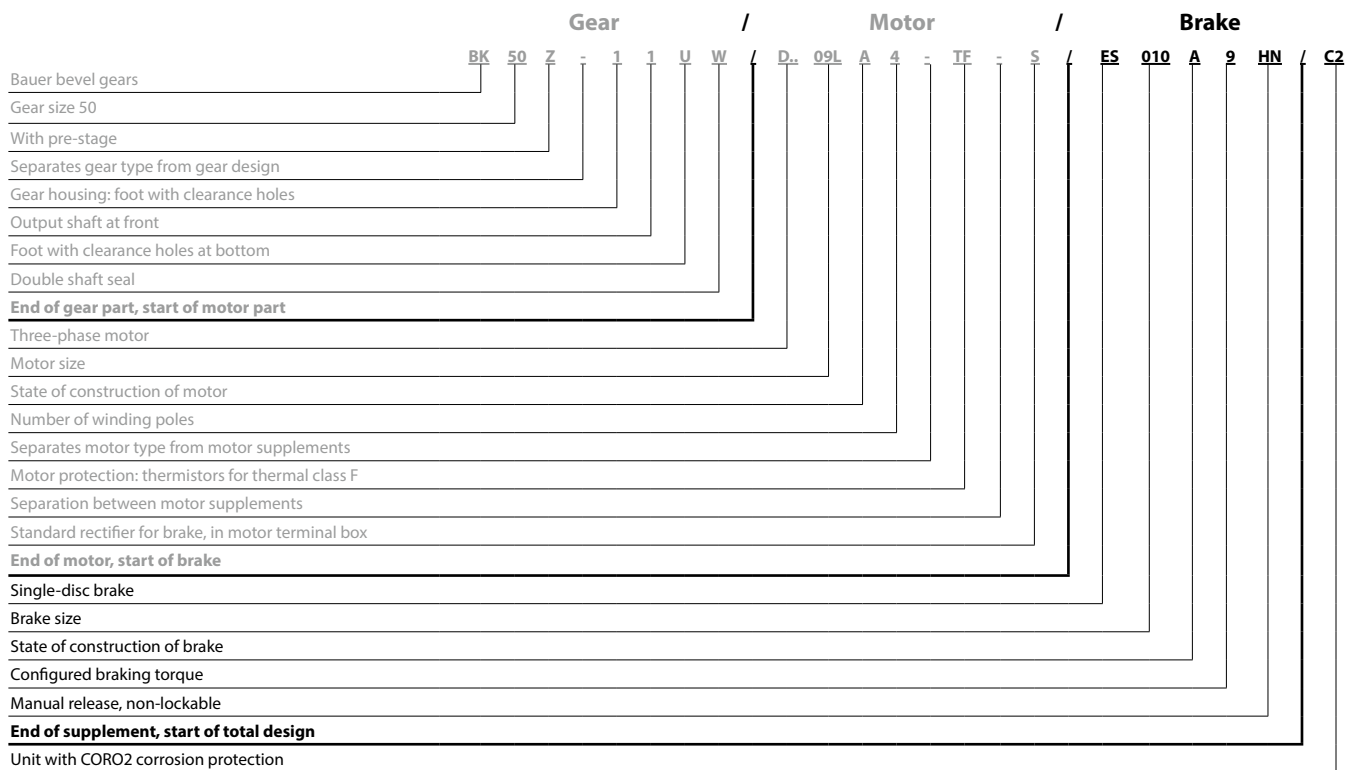 Gear / Motor / Brake
BK 50 Z - 1 1 U W / D.. 09L A 4 - TF - S / ES 010 A 9 HN / C2
Bauer bevel gears
Gear size 50
With pre-stage
Separates gear type from gear design
Gear housing: foot with clearance holes
Output shaft at front
Foot with clearance holes at bottom
Double shaft seal
End of gear part, start of motor part
Three-phase motor
Motor size
State of construction of motor
Number of winding poles
Separates motor type from motor supplements
Motor protection: thermistors for thermal class F
Separation between motor supplements
Standard rectifier for brake, in motor terminal box
End of motor, start of brake
Single-disc brake
Brake size
State of construction of brake
Configured braking torque
Manual release, non-lockable
End of supplement, start of total design
Unit with CORO2 corrosion protection